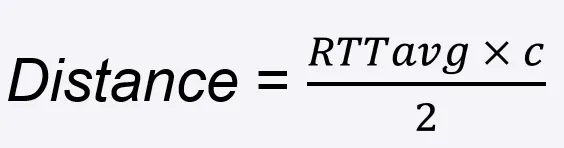 Distance = RTTavg × c
2